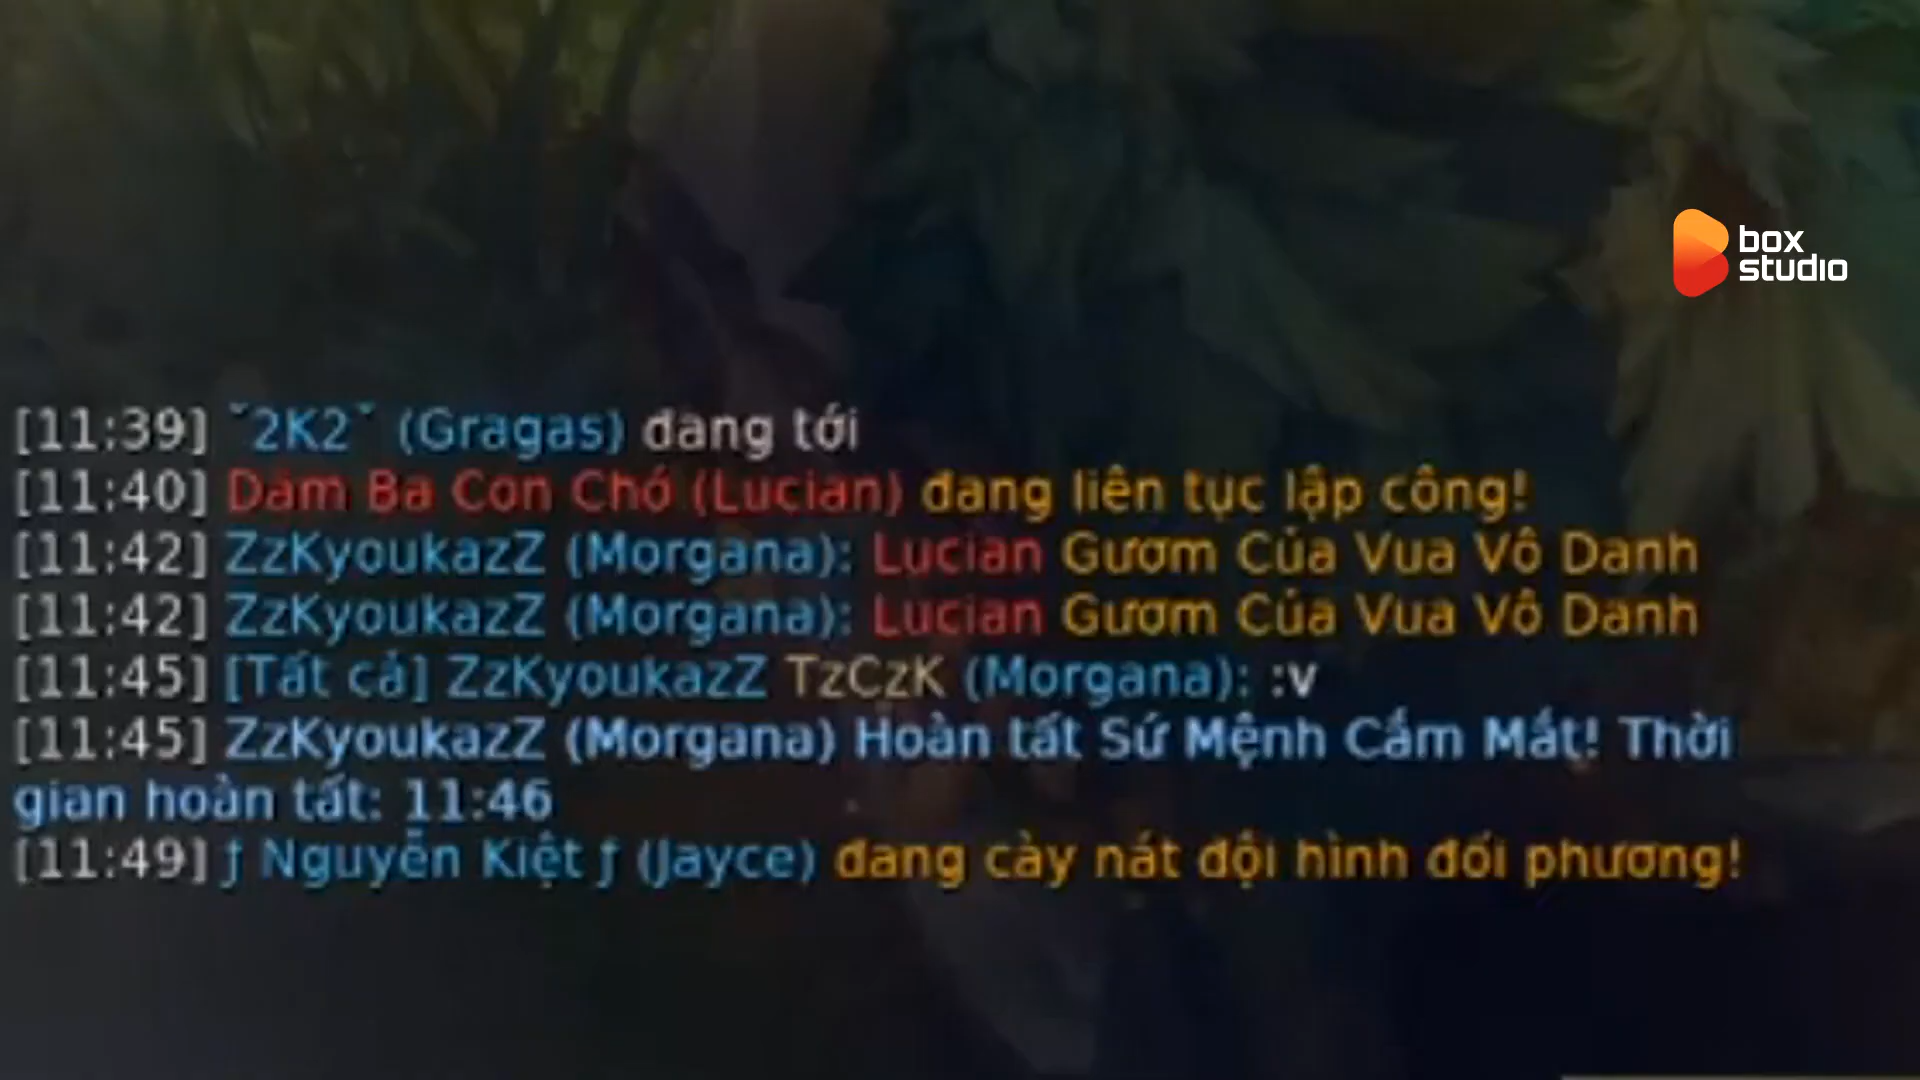 box
studio
[11:39] ˇ2K2ˇ (Gragas) đang tới
[11:40] Dăm Ba Con Chó (Lucian) đang liên tục lập công!
[11:42] ZzKyoukazZ (Morgana): Lucian Gươm Của Vua Vô Danh
[11:42] ZzKyoukazZ (Morgana): Lucian Gươm Của Vua Vô Danh
[11:45] [Tất cả] ZzKyoukazZ TzCzK (Morgana): :v
[11:45] ZzKyoukazZ (Morgana) Hoàn tất Sứ Mệnh Cắm Mắt! Thời
gian hoàn tất: 11:46
[11:49] ƒ Nguyễn Kiệt ƒ (Jayce) đang cày nát đội hình đối phương!